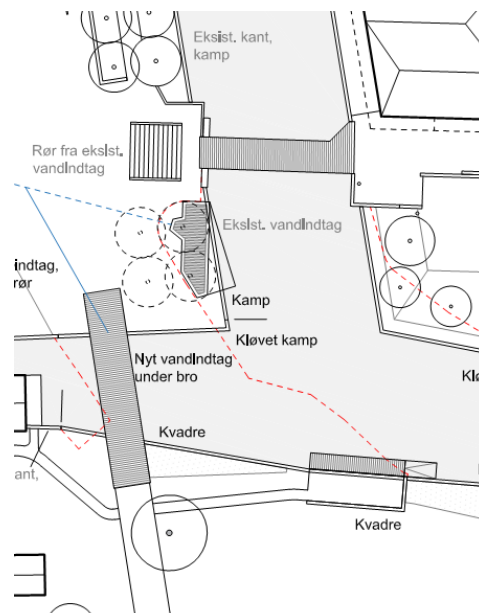 Eksist. kant,
kamp
Rør fra eksist.
vandindtag
Eksist. vandindtag
indtag,
rør
Kamp
Kløvet kamp
Nyt vandindtag
under bro
Klø
Kvadre
ant,
Kvadre